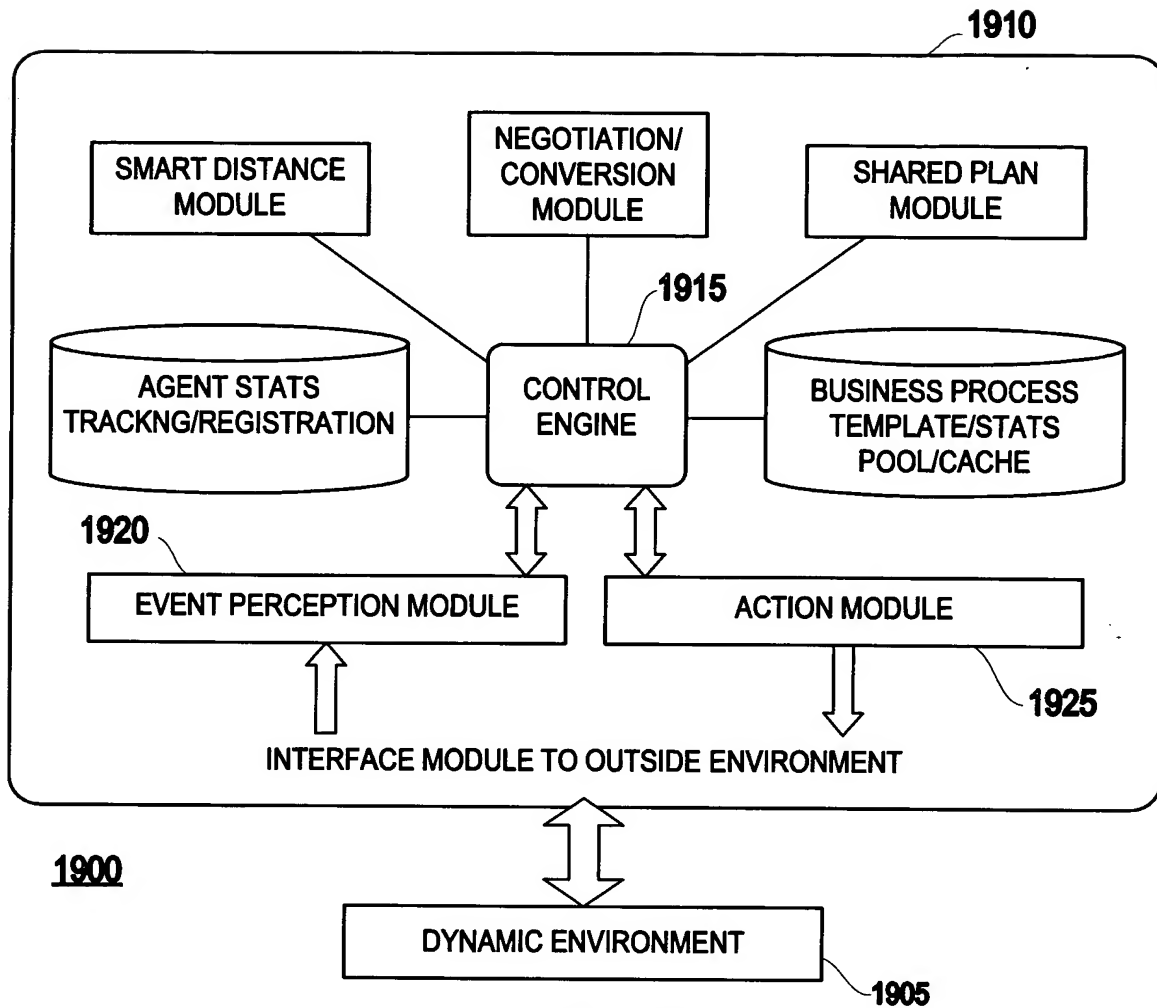 1910
SMART DISTANCE
MODULE
NEGOTIATION/
CONVERSION
MODULE
SHARED PLAN
MODULE
1915
AGENT STATS
TRACKNG/REGISTRATION
CONTROL
ENGINE
BUSINESS PROCESS
TEMPLATE/STATS
POOL/CACHE
1920
EVENT PERCEPTION MODULE
ACTION MODULE
1925
INTERFACE MODULE TO OUTSIDE ENVIRONMENT
1900
DYNAMIC ENVIRONMENT
1905